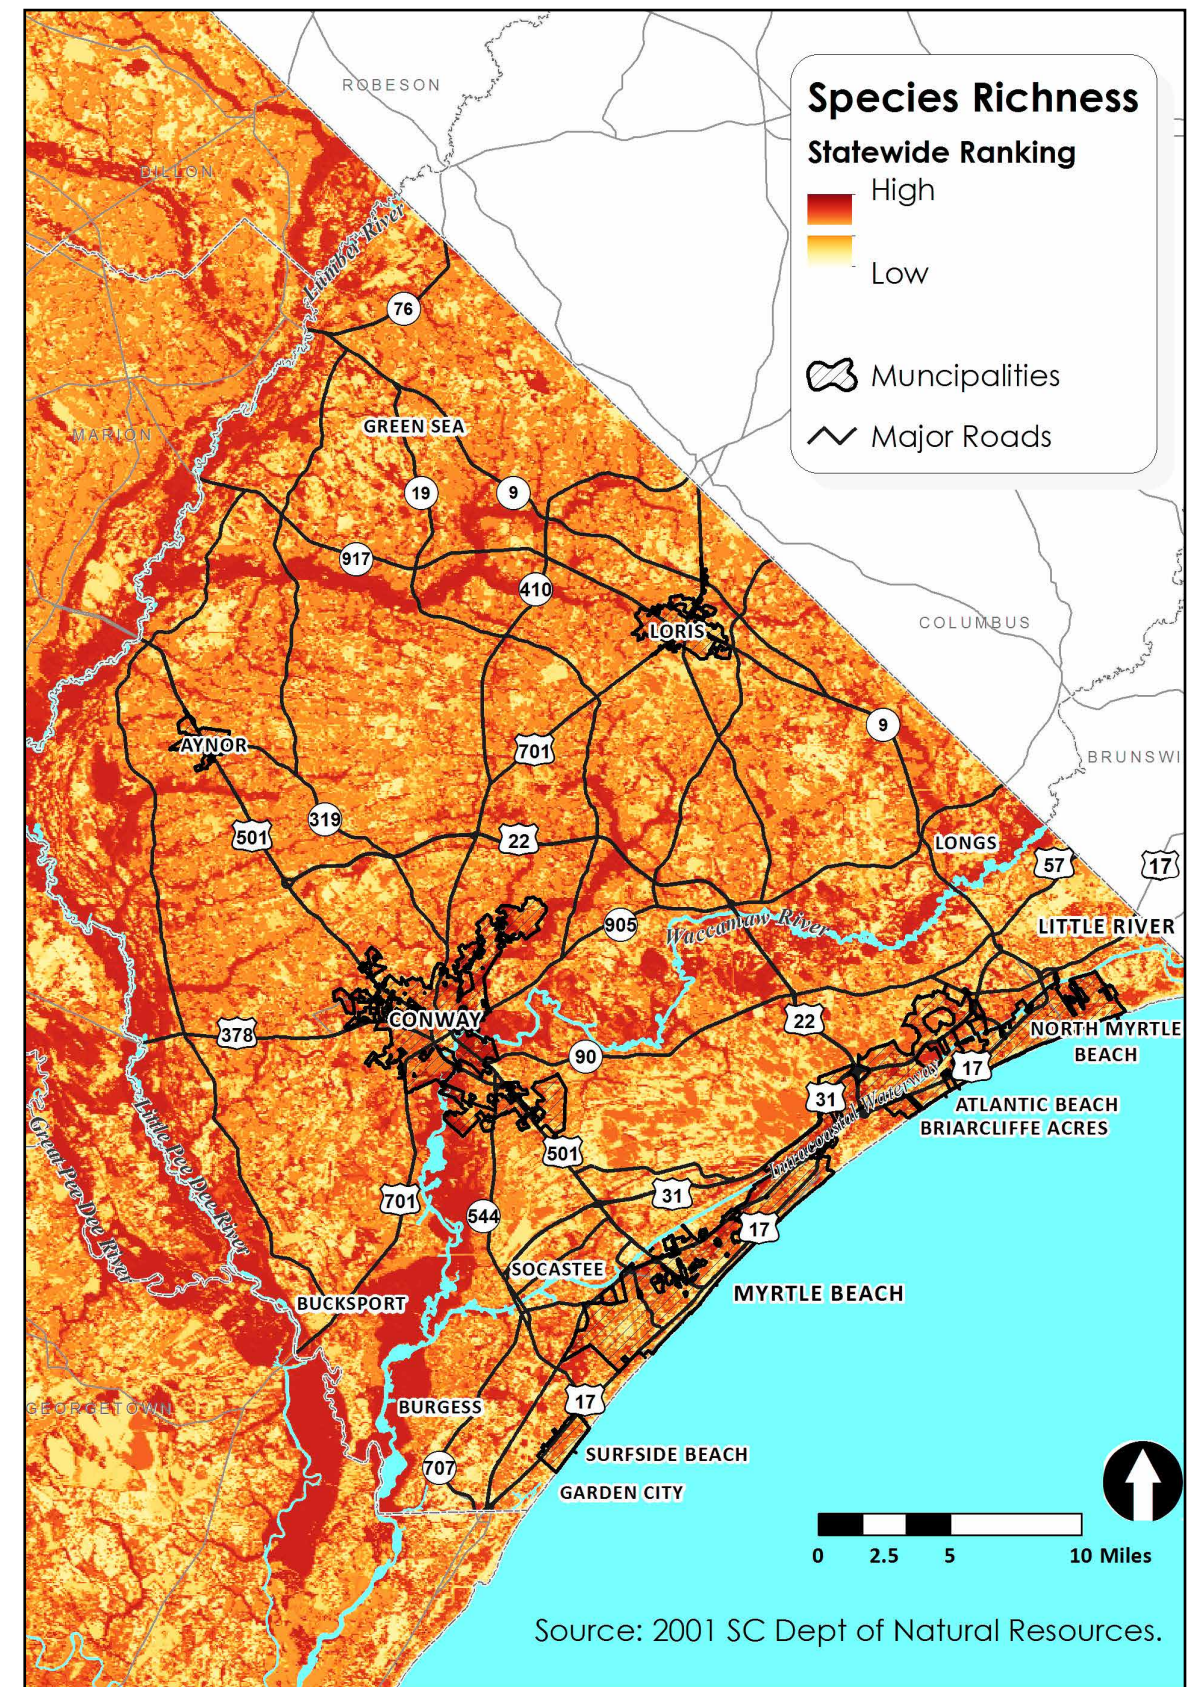 ROBESON
Species Richness
Statewide Ranking
High
Low
Muncipalities
Major Roads
DILLON
Lumber River
76
MARION
GREEN SEA
19
9
917
410
LORIS
COLUMBUS
9
AYNOR
701
BRUNSWI
319
501
22
LONGS
57
17
905
Waccamaw River
LITTLE RIVER
CONWAY
378
22
NORTH MYRTLE
BEACH
90
17
31
Intracoastal Waterway
ATLANTIC BEACH
BRIARCLIFFE ACRES
Great Pee Dee River
Little Pee Dee River
501
701
31
544
17
SOCASTEE
MYRTLE BEACH
BUCKSPORT
GEORGETOWN
BURGESS
17
SURFSIDE BEACH
707
GARDEN CITY
0 2.5 5 10 Miles
Source: 2001 SC Dept of Natural Resources.